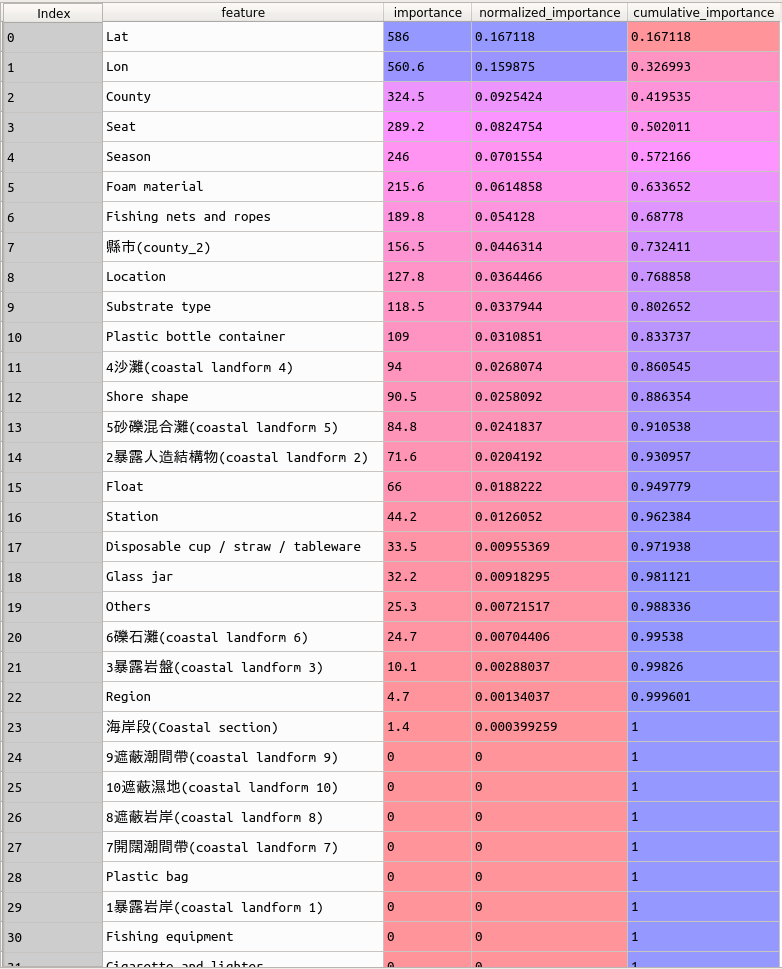 Index feature importance normalized_importance cumulative_importance
0 Lat 586 0.167118 0.167118
1 Lon 560.6 0.159875 0.326993
2 County 324.5 0.0925424 0.419535
3 Seat 289.2 0.0824754 0.502011
4 Season 246 0.0701554 0.572166
5 Foam material 215.6 0.0614858 0.633652
6 Fishing nets and ropes 189.8 0.054128 0.68778
7 縣市(county_2) 156.5 0.0446314 0.732411
8 Location 127.8 0.0364466 0.768858
9 Substrate type 118.5 0.0337944 0.802652
10 Plastic bottle container 109 0.0310851 0.833737
11 4沙灘(coastal landform 4) 94 0.0268074 0.860545
12 Shore shape 90.5 0.0258092 0.886354
13 5砂礫混合灘(coastal landform 5) 84.8 0.0241837 0.910538
14 2暴露人造結構物(coastal landform 2) 71.6 0.0204192 0.930957
15 Float 66 0.0188222 0.949779
16 Station 44.2 0.0126052 0.962384
17 Disposable cup / straw / tableware 33.5 0.00955369 0.971938
18 Glass jar 32.2 0.00918295 0.981121
19 Others 25.3 0.00721517 0.988336
20 6礫石灘(coastal landform 6) 24.7 0.00704406 0.99538
21 3暴露岩盤(coastal landform 3) 10.1 0.00288037 0.99826
22 Region 4.7 0.00134037 0.999601
23 海岸段(Coastal section) 1.4 0.000399259 1
24 9遮蔽潮間帶(coastal landform 9) 0 0 1
25 10遮蔽濕地(coastal landform 10) 0 0 1
26 8遮蔽岩岸(coastal landform 8) 0 0 1
27 7開闊潮間帶(coastal landform 7) 0 0 1
28 Plastic bag 0 0 1
29 1暴露岩岸(coastal landform 1) 0 0 1
30 Fishing equipment 0 0 1
31 Cigarette and lighter 0 0 1